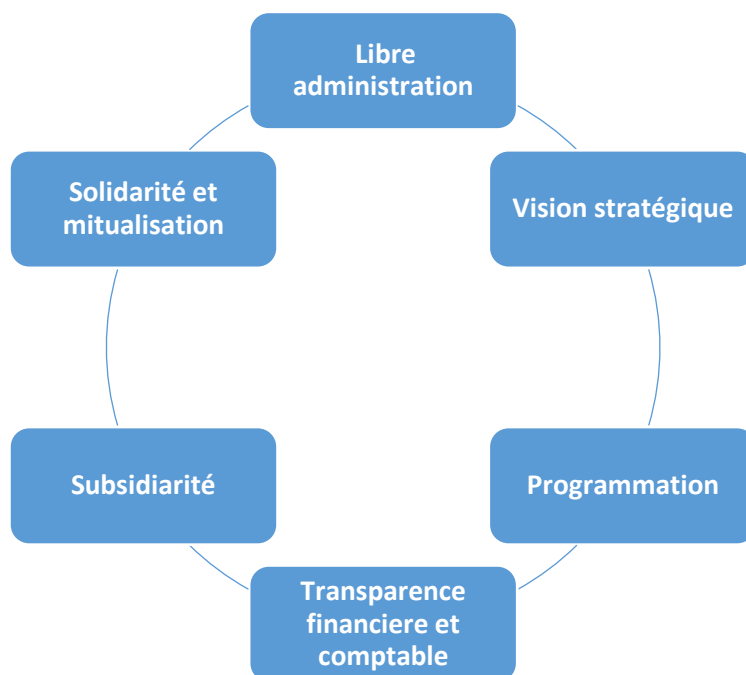 Libre
administration
Vision stratégique
Programmation
Transparence
financiere et
comptable
Subsidiarité
Solidarité et
mitualisation